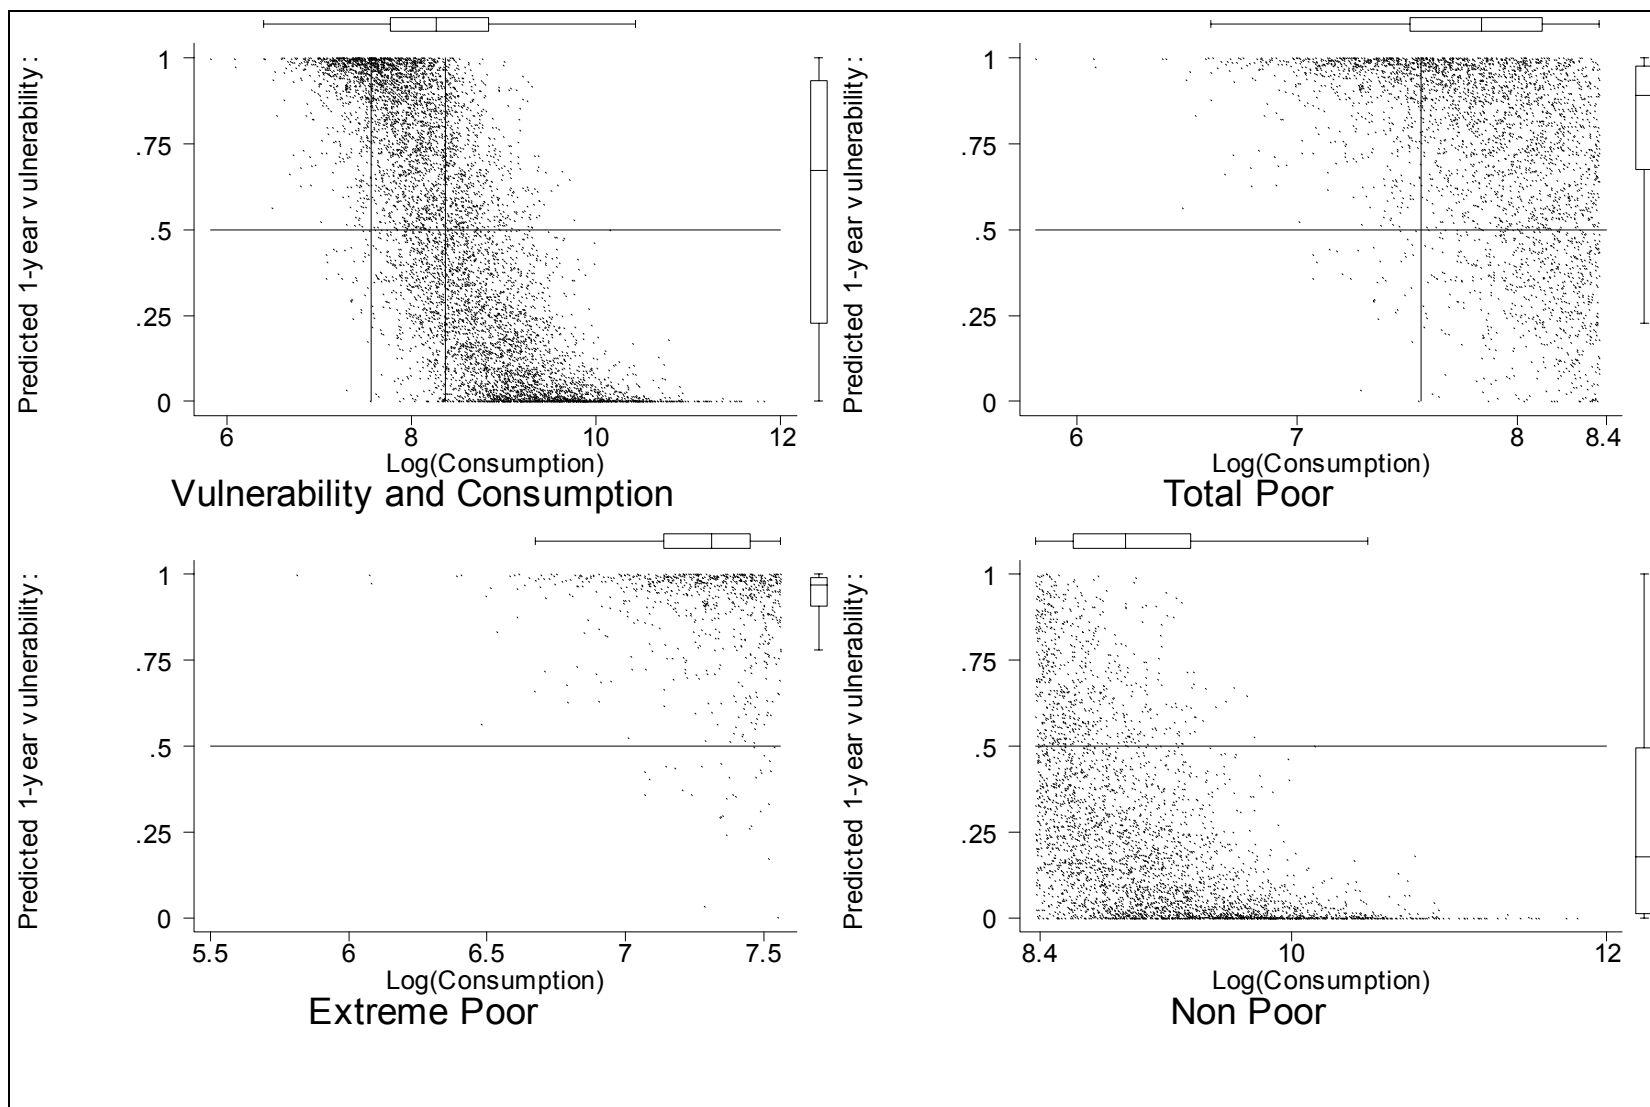 Predicted 1-year vulnerability:
1
.75
.5
.25
0
6 8 10 12
Log(Consumption)
Vulnerability and Consumption
Predicted 1-year vulnerability:
1
.75
.5
.25
0
6 7 8 8.4
Log(Consumption)
Total Poor
Predicted 1-year vulnerability:
1
.75
.5
.25
0
5.5 6 6.5 7 7.5
Log(Consumption)
Extreme Poor
Predicted 1-year vulnerability:
1
.75
.5
.25
0
8.4 10 12
Log(Consumption)
Non Poor